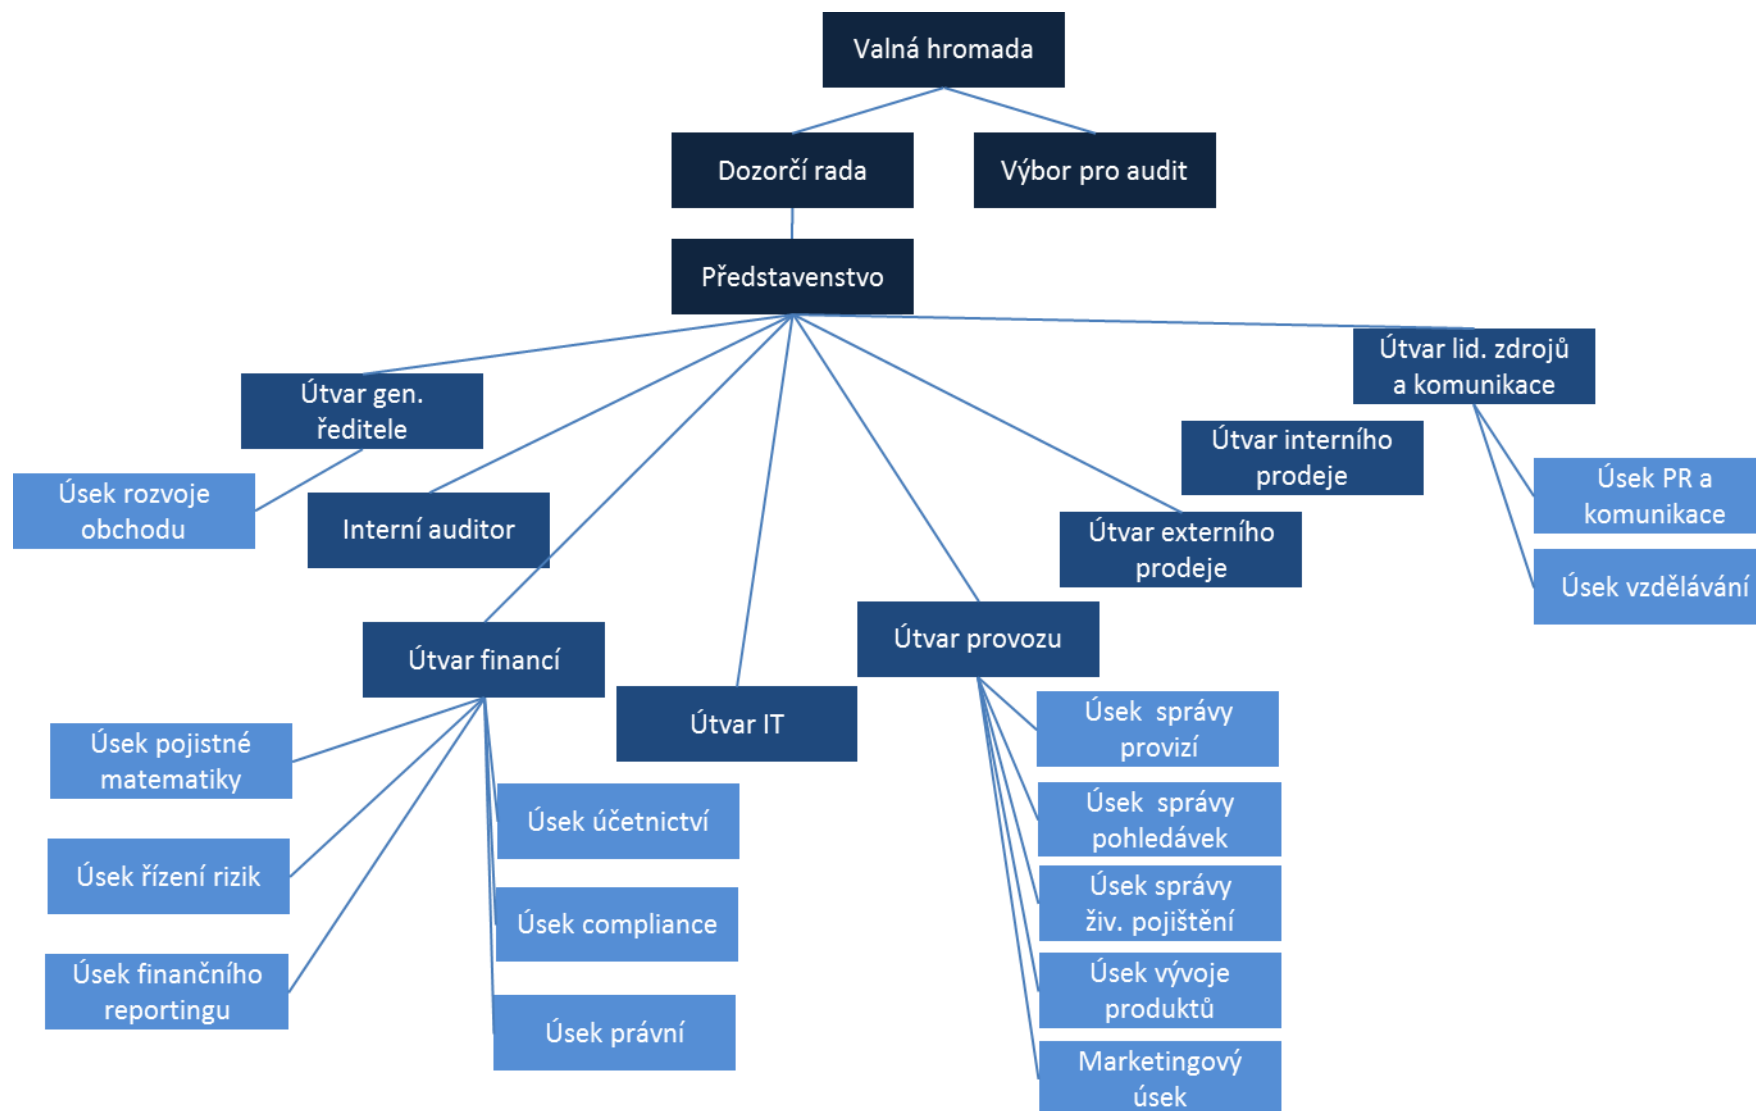 Valná hromada
Dozorčí rada
Výbor pro audit
Představenstvo
Útvar lid. zdrojů
a komunikace
Útvar gen.
ředitele
Útvar interního
prodeje
Úsek rozvoje
obchodu
Interní auditor
Útvar externího
prodeje
Úsek PR a
komunikace
Úsek vzdělávání
Útvar financí
Útvar provozu
Útvar IT
Úsek pojistné
matematiky
Úsek řízení rizik
Úsek finančního
reportingu
Úsek účetnictví
Úsek compliance
Úsek právní
Úsek  správy
provizí
Úsek  správy
pohledávek
Úsek správy
živ. pojištění
Úsek vývoje
produktů
Marketingový
úsek